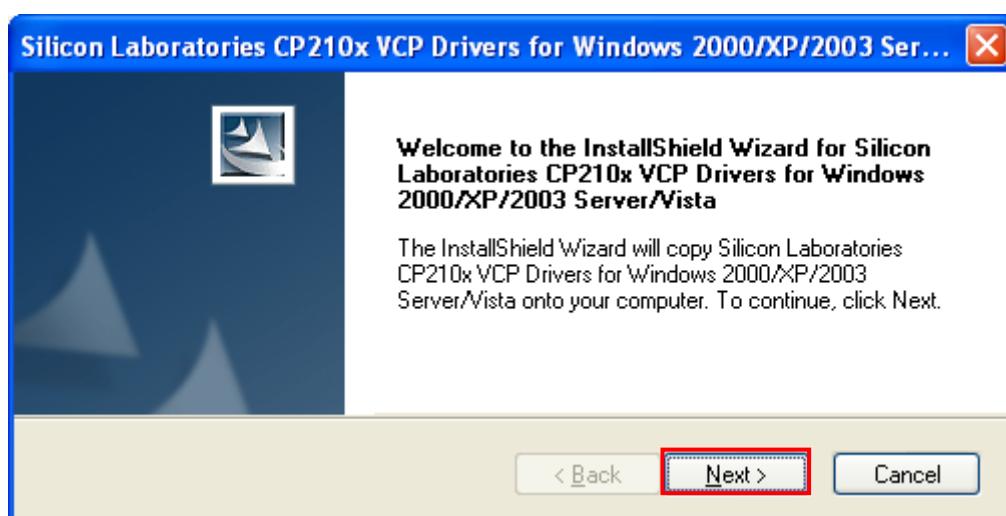 Silicon Laboratories CP210x VCP Drivers for Windows 2000/XP/2003 Ser...
Welcome to the InstallShield Wizard for Silicon
Laboratories CP210x VCP Drivers for Windows
2000/XP/2003 Server/Vista
The InstallShield Wizard will copy Silicon Laboratories
CP210x VCP Drivers for Windows 2000/XP/2003
Server/Vista onto your computer. To continue, click Next.
< Back Next > Cancel